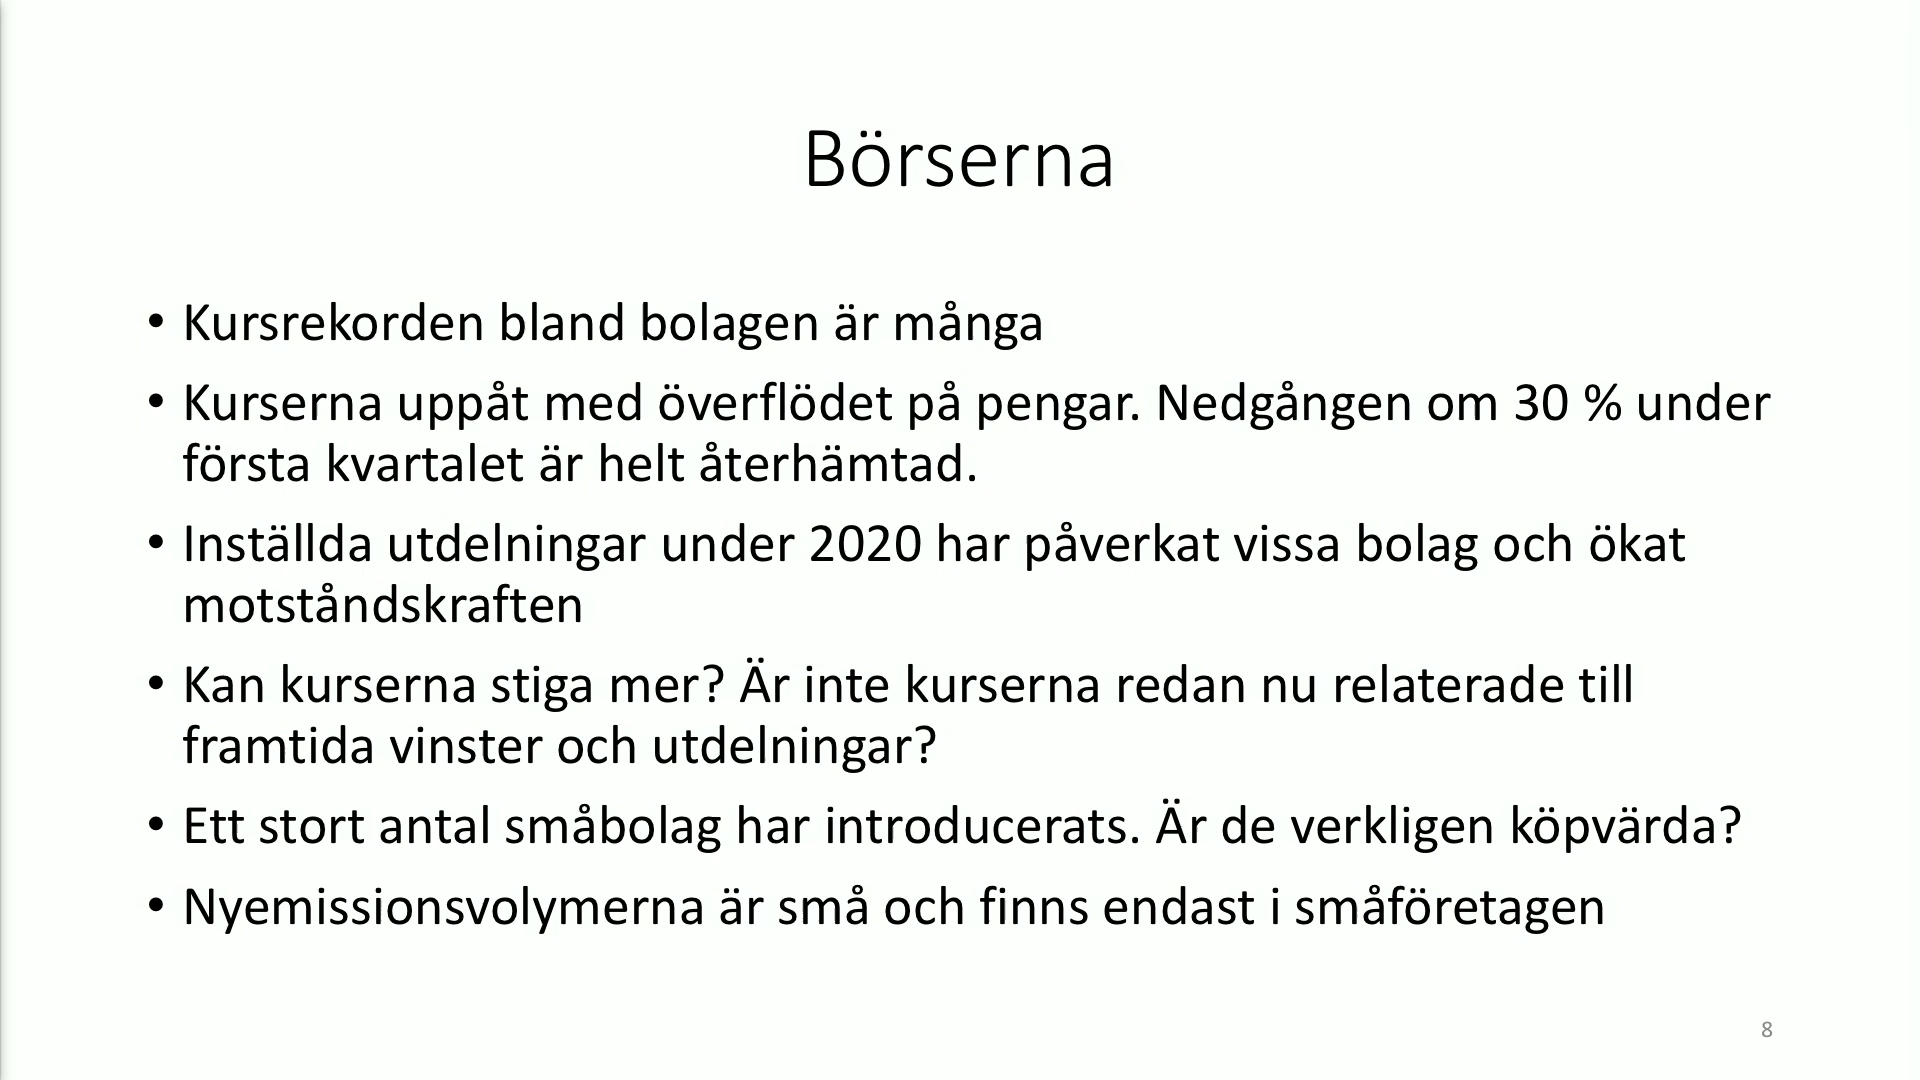 Börserna
• Kursrekorden bland bolagen är många
• Kurserna uppåt med överflödet på pengar. Nedgången om 30 % under
första kvartalet är helt återhämtad.
• Inställda utdelningar under 2020 har påverkat vissa bolag och ökat
motståndskraften
• Kan kurserna stiga mer? Är inte kurserna redan nu relaterade till
framtida vinster och utdelningar?
• Ett stort antal småbolag har introducerats. Är de verkligen köpvärda?
• Nyemissionsvolymerna är små och finns endast i småföretagen
8